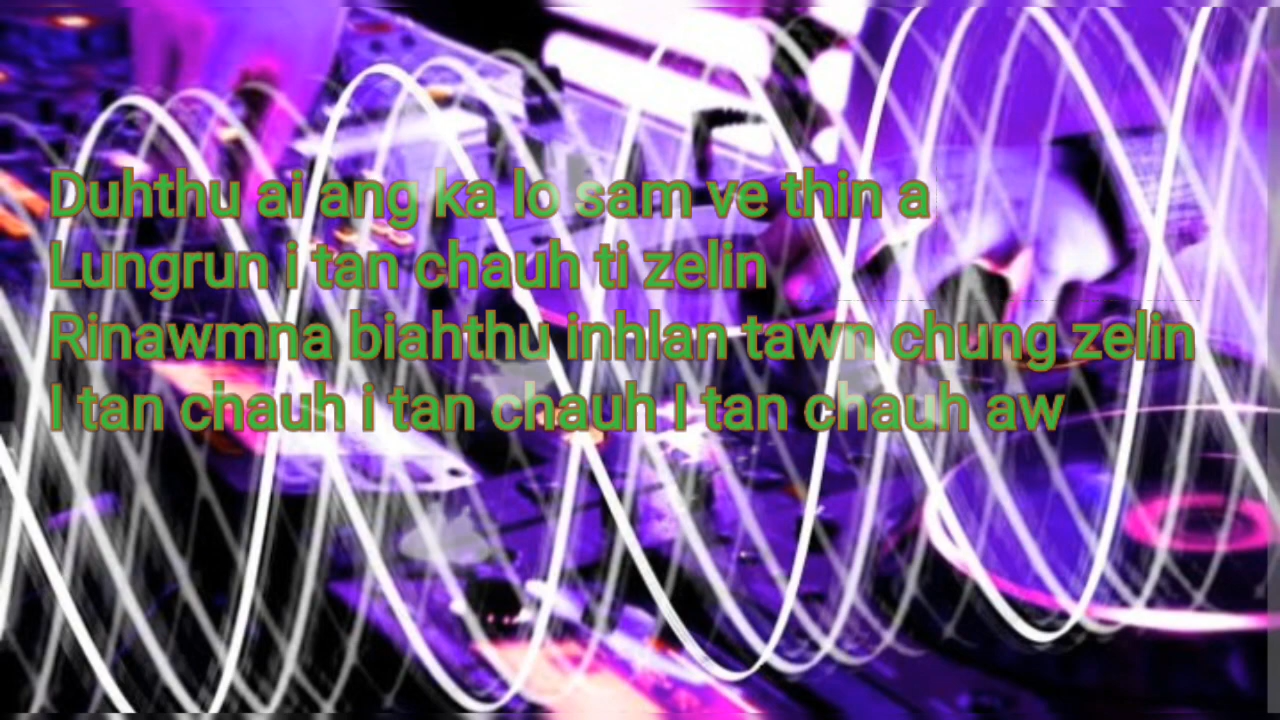 Duhthu ai ang ka lo sam ve thin a
Lungrun i tan chauh ti zelin
Rinawmna biahthu inhlan tawn chung zelin
I tan chauh i tan chauh I tan chauh aw